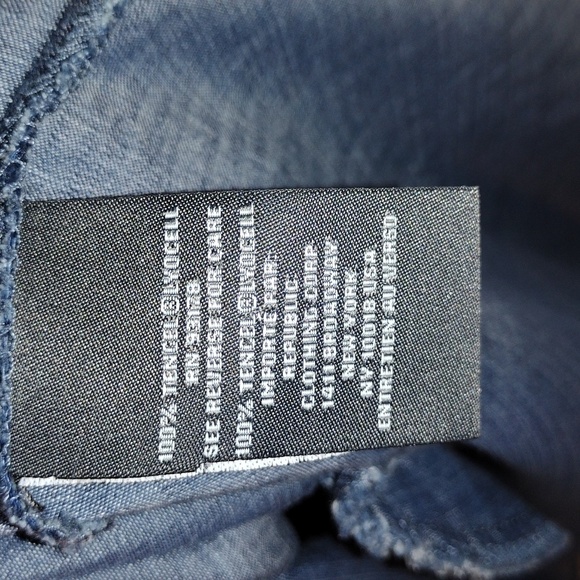 100% TENCEL®LYOCELL
RN 93178
SEE REVERSE FOR CARE
100% TENCEL®LYOCELL
IMPORTE PAR:
REPUBLIC
CLOTHING CORP.
1411 BROADWAY
NEW YORK
NY 10018 USA
ENTRETIEN AU VERSO